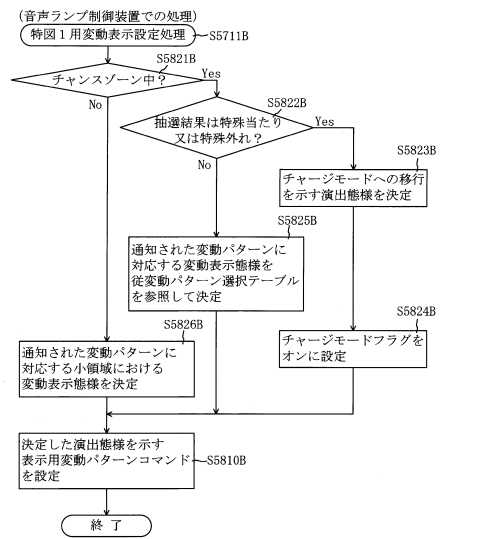 (音声ランプ制御装置での処理)
特図1用変動表示設定処理
S5711B
S5821B
チャンスゾーン中?
Yes
No
S5822B
抽選結果は特殊当たり
又は特殊外れ?
Yes
No
S5823B
チャージモードへの移行
を示す演出態様を決定
S5825B
通知された変動パターンに
対応する変動表示態様を
従変動パターン選択テーブル
を参照して決定
S5824B
チャージモードフラグを
オンに設定
S5826B
通知された変動パターンに
対応する小領域における
変動表示態様を決定
決定した演出態様を示す
表示用変動パターンコマンド
を設定
S5810B
終了